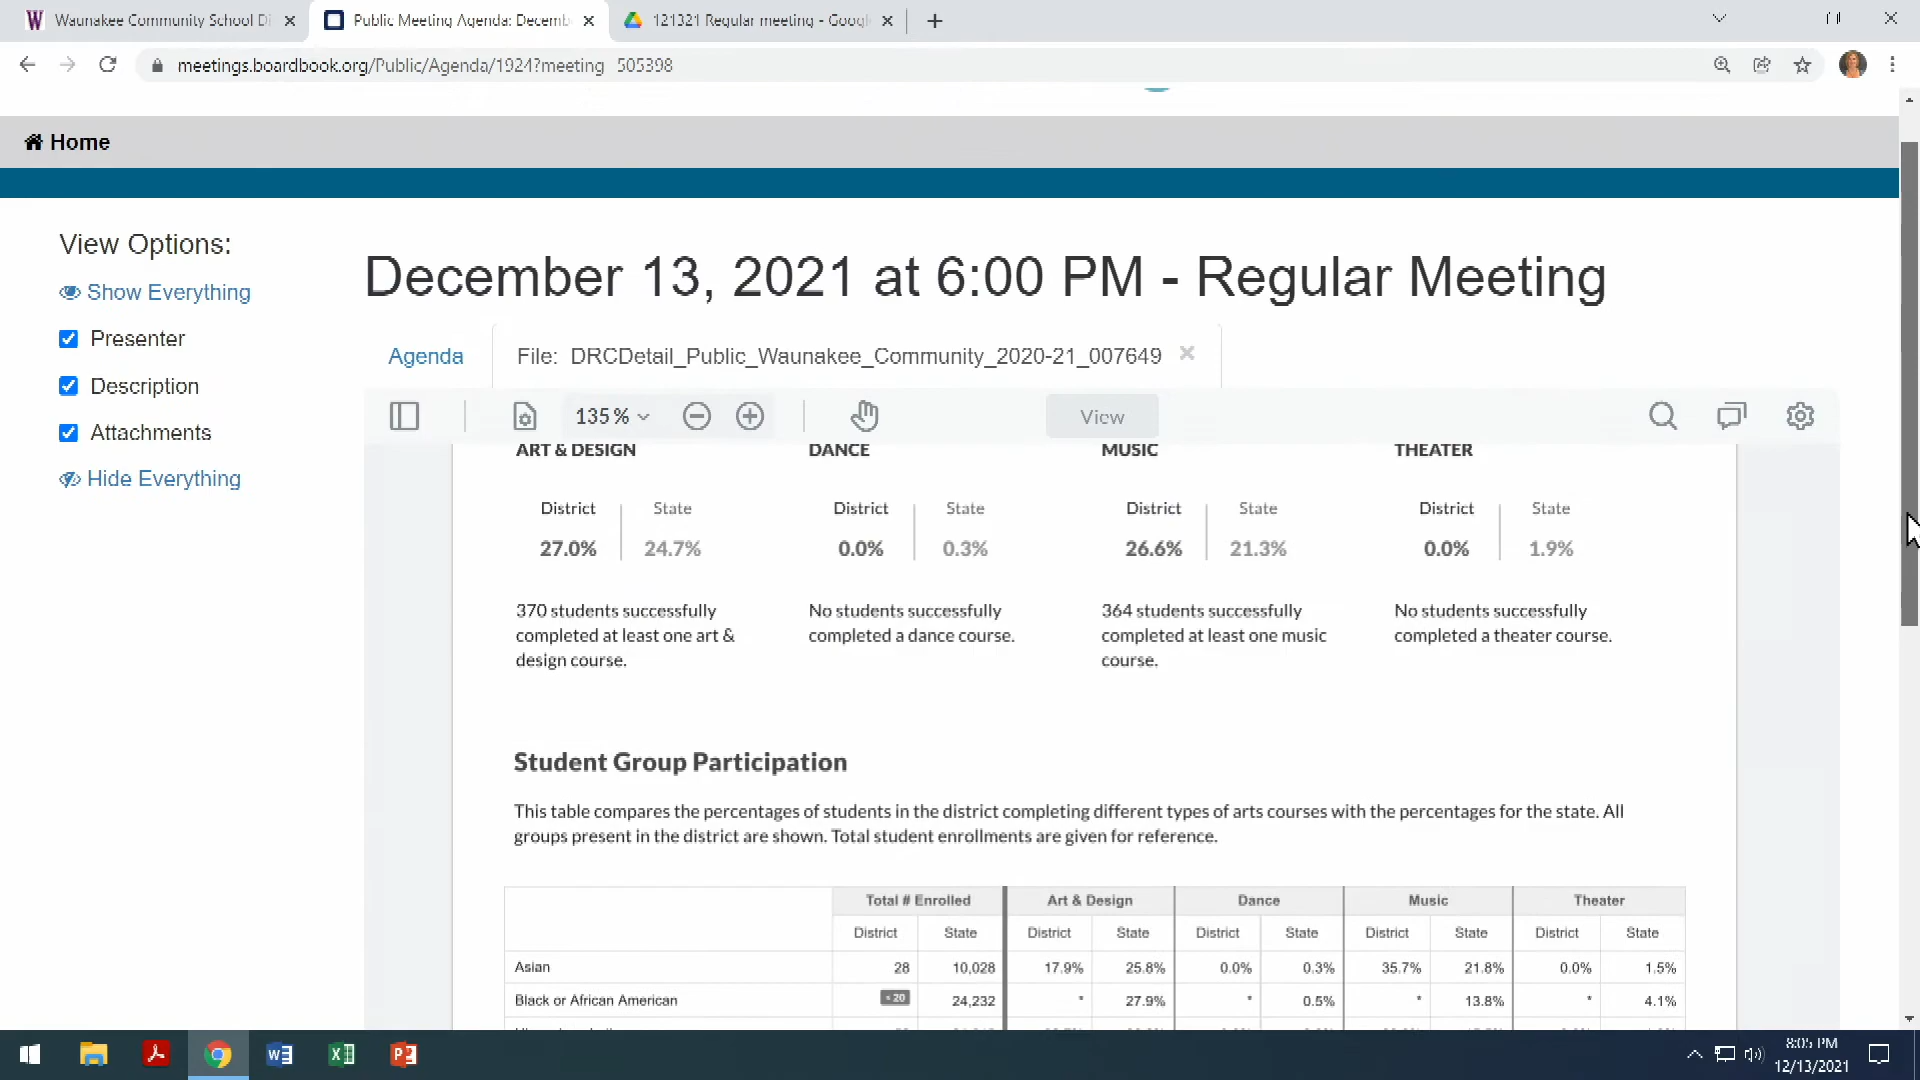 Waunakee Community School Di
Public Meeting Agenda: Decemb
121321 Regular meeting - Googl
meetings.boardbook.org/Public/Agenda/1924?meeting 505398
Home
View Options:
Show Everything
Presenter
Description
Attachments
Hide Everything
December 13, 2021 at 6:00 PM - Regular Meeting
Agenda
File: DRCDetail_Public_Waunakee_Community_2020-21_007649
135%
View
ART & DESIGN DANCE MUSIC THEATER
District State District State District State District State
27.0% 24.7% 0.0% 0.3% 26.6% 21.3% 0.0% 1.9%
370 students successfully
completed at least one art &
design course.
No students successfully
completed a dance course.
364 students successfully
completed at least one music
course.
No students successfully
completed a theater course.
Student Group Participation
This table compares the percentages of students in the district completing different types of arts courses with the percentages for the state. All
groups present in the district are shown. Total student enrollments are given for reference.
Total # Enrolled Art & Design Dance Music Theater
District State District State District State District State District State
Asian 28 10,028 17.9% 25.8% 0.0% 0.3% 35.7% 21.8% 0.0% 1.5%
Black or African American < 20 24,232 * 27.9% * 0.5% * 13.8% * 4.1%
8:05 PM
12/13/2021